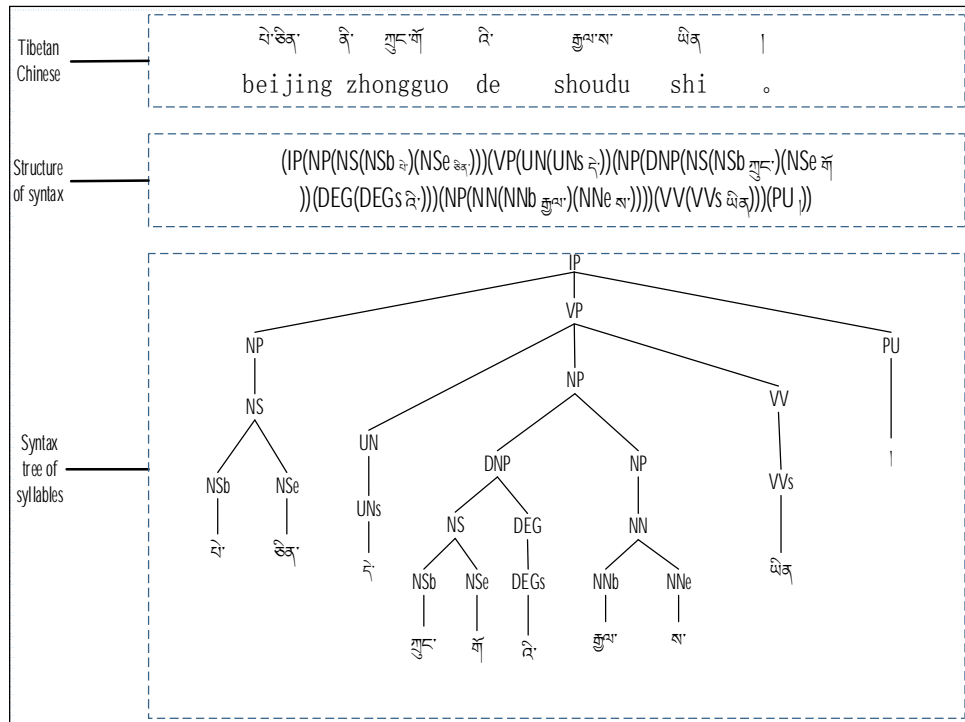 Tibetan
Chinese
པེ་ཅིན་ ནི་ ཀྲུང་གོ འི་ རྒྱལ་ས་ ཡིན །
beijing zhongguo de shoudu shi 。
Structure
of syntax
(IP(NP(NS(NSb པེ་)(NSe ཅིན་)))(VP(UN(UNs དེ་))(NP(DNP(NS(NSb ཀྲུང་)(NSe གོ
))(DEG(DEGs འི་)))(NP(NN(NNb རྒྱལ་)(NNe ས་))))(VV(VVs ཡིན)))(PU །))
Syntax
tree of
syllables
IP
VP
NP PU
NP
NS VV
UN
DNP NP
NSb NSe VVs
UNs
NS DEG NN
པེ་ ཅིན་ དེ་ ཡིན །
NSb NSe DEGs NNb NNe
ཀྲུང་ གོ འི་ རྒྱལ་ ས་